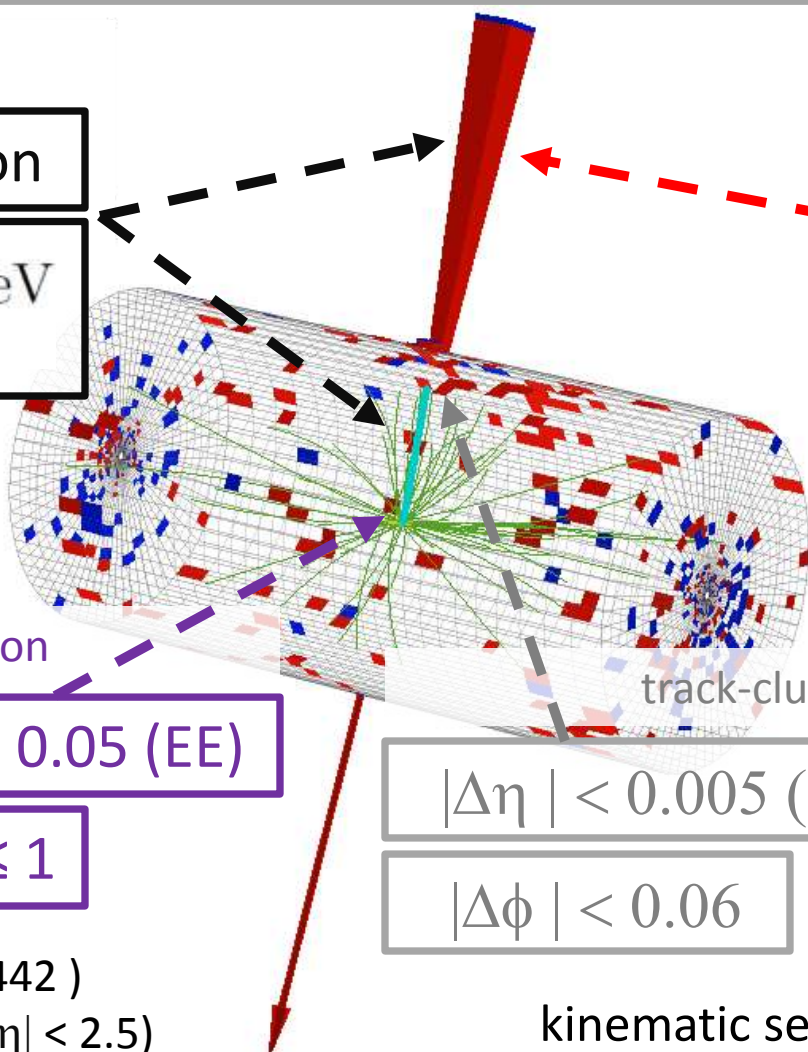 on
eV
on
0.05 (EE)
≤ 1
track-clu
|Δη | < 0.005 (
|Δϕ | < 0.06
442 )
η| < 2.5)
kinematic se